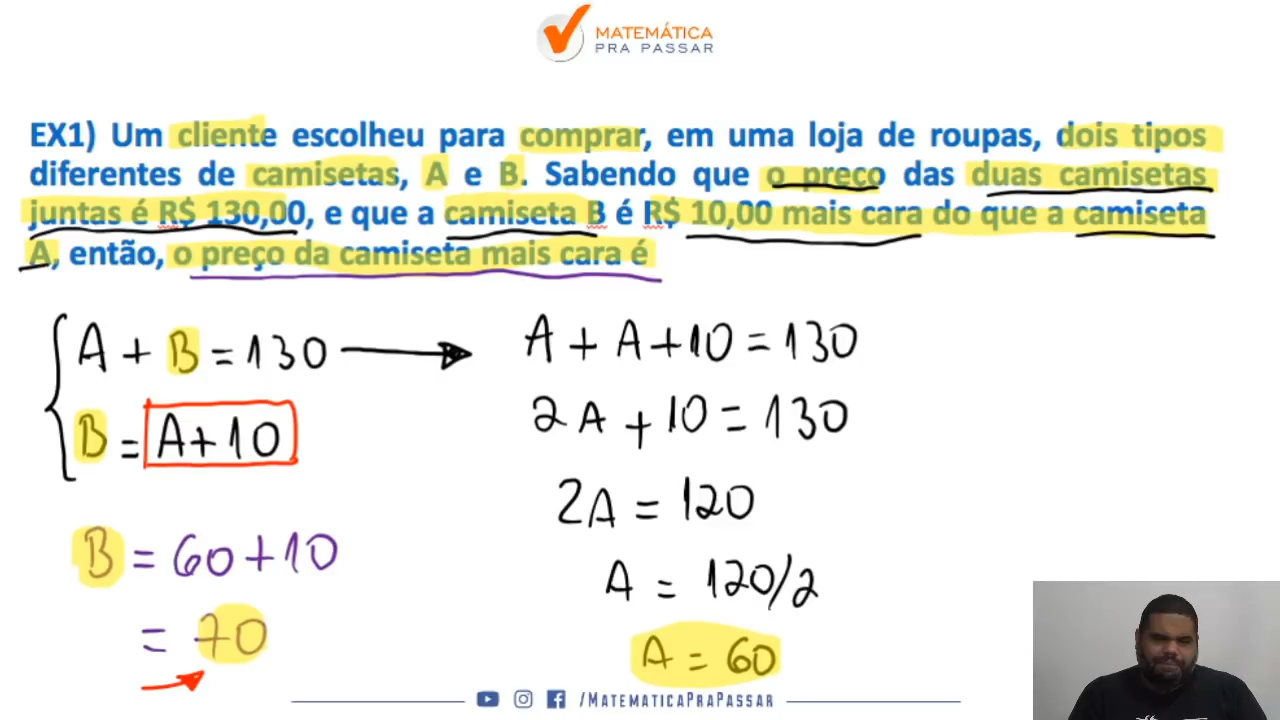 MATEMÁTICA
PRA PASSAR
EX1) Um cliente escolheu para comprar, em uma loja de roupas, dois tipos
diferentes de camisetas, A e B. Sabendo que o preço das duas camisetas
juntas é R$ 130,00, e que a camiseta B é R$ 10,00 mais cara do que a camiseta
A, então, o preço da camiseta mais cara é
A + B = 130
B = A + 10
B = 60 + 10
= 70
A + A + 10 = 130
2A + 10 = 130
2A = 120
A = 120/2
A = 60
/MATEMATICAPRAPASSAR